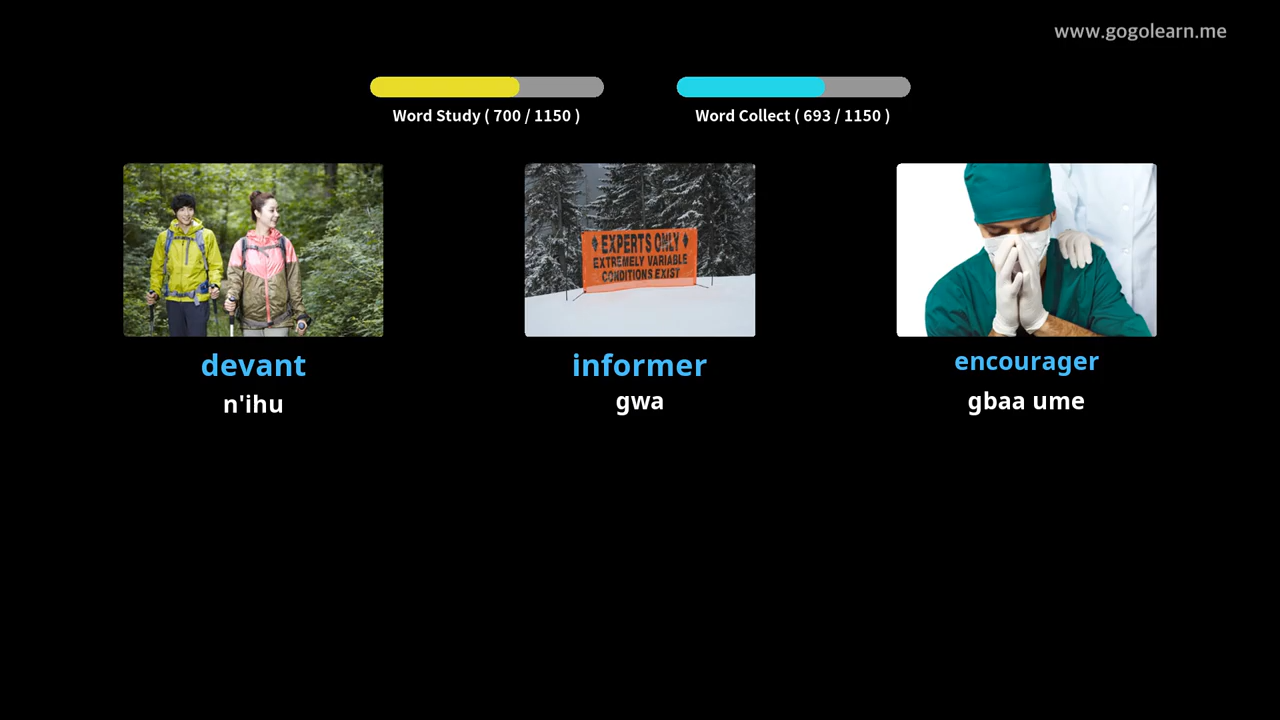 www.gogolearn.me
Word Study ( 700 / 1150 )
Word Collect ( 693 / 1150 )
EXPERTS ONLY
EXTREMELY VARIABLE
CONDITIONS EXIST
devant
informer
encourager
n'ihu
gwa
gbaa ume